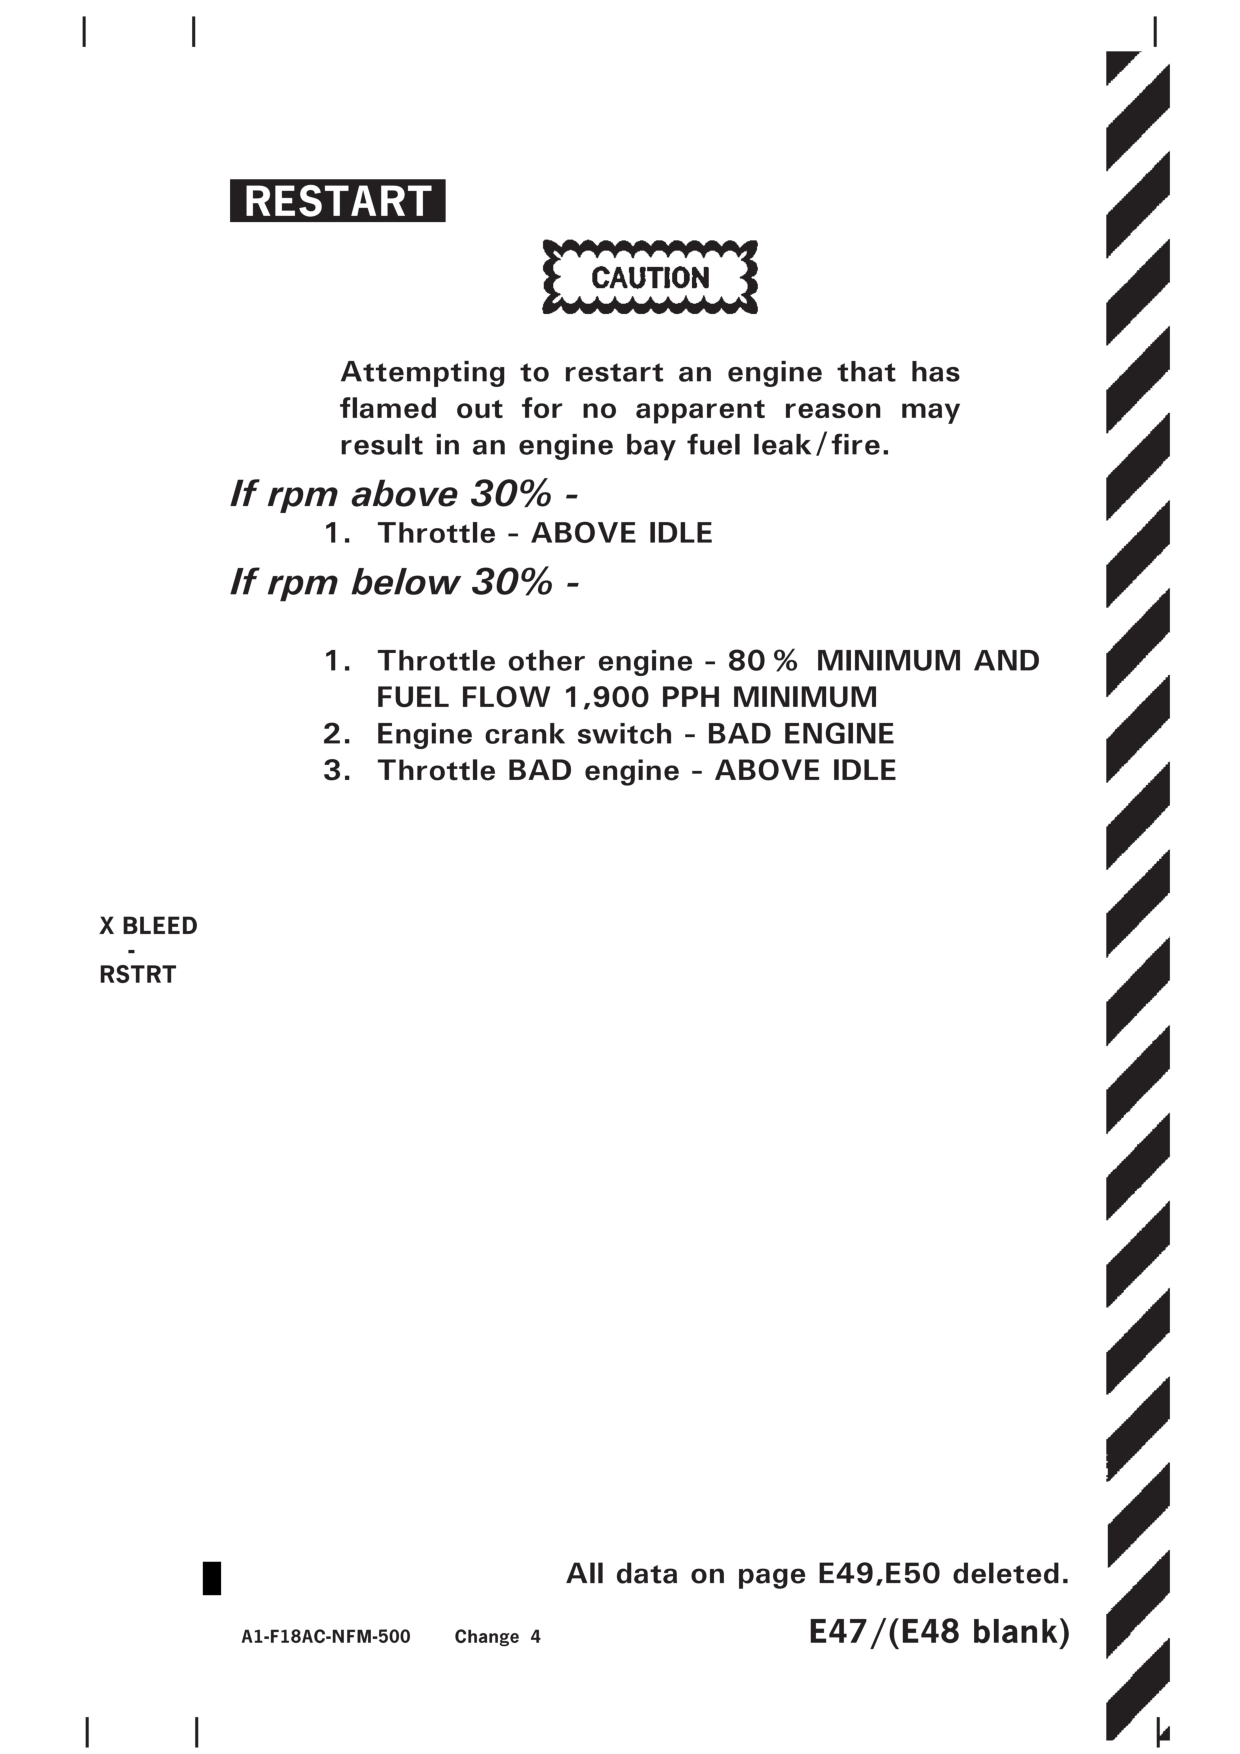 RESTART
CAUTION
Attempting to restart an engine that has
flamed out for no apparent reason may
result in an engine bay fuel leak/fire.
If rpm above 30% -
1. Throttle - ABOVE IDLE
If rpm below 30% -
1. Throttle other engine - 80 % MINIMUM AND
FUEL FLOW 1,900 PPH MINIMUM
2. Engine crank switch - BAD ENGINE
3. Throttle BAD engine - ABOVE IDLE
X BLEED
-
RSTRT
All data on page E49,E50 deleted.
A1-F18AC-NFM-500 Change 4
E47/(E48 blank)